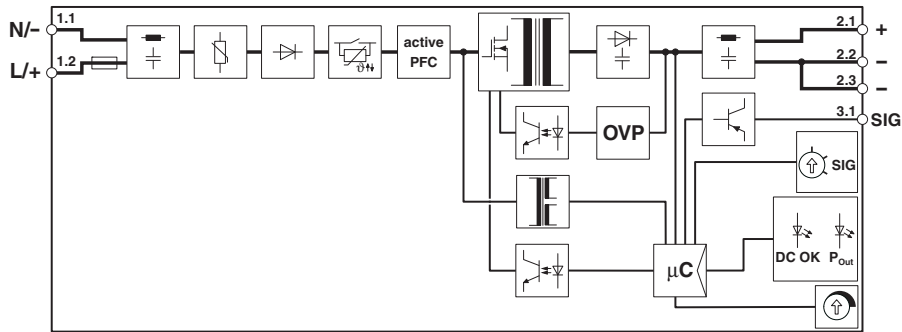 N/–
1.1
L/+
1.2
active
PFC
ϑ
2.1
+
2.2
–
2.3
–
3.1
SIG
OVP
SIG
DC OK
P_Out
μC